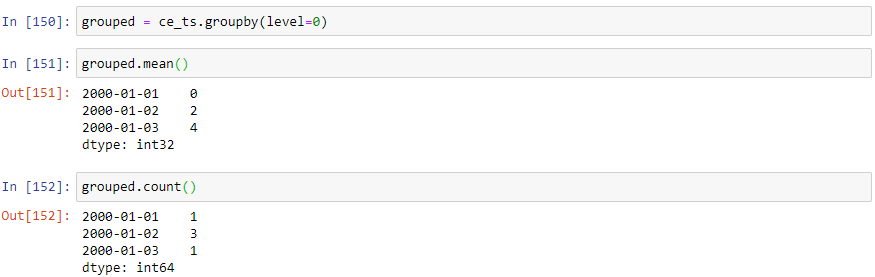 In [150]: grouped = ce_ts.groupby(level=0)
In [151]: grouped.mean()
Out[151]: 2000-01-01    0
2000-01-02    2
2000-01-03    4
dtype: int32
In [152]: grouped.count()
Out[152]: 2000-01-01    1
2000-01-02    3
2000-01-03    1
dtype: int64